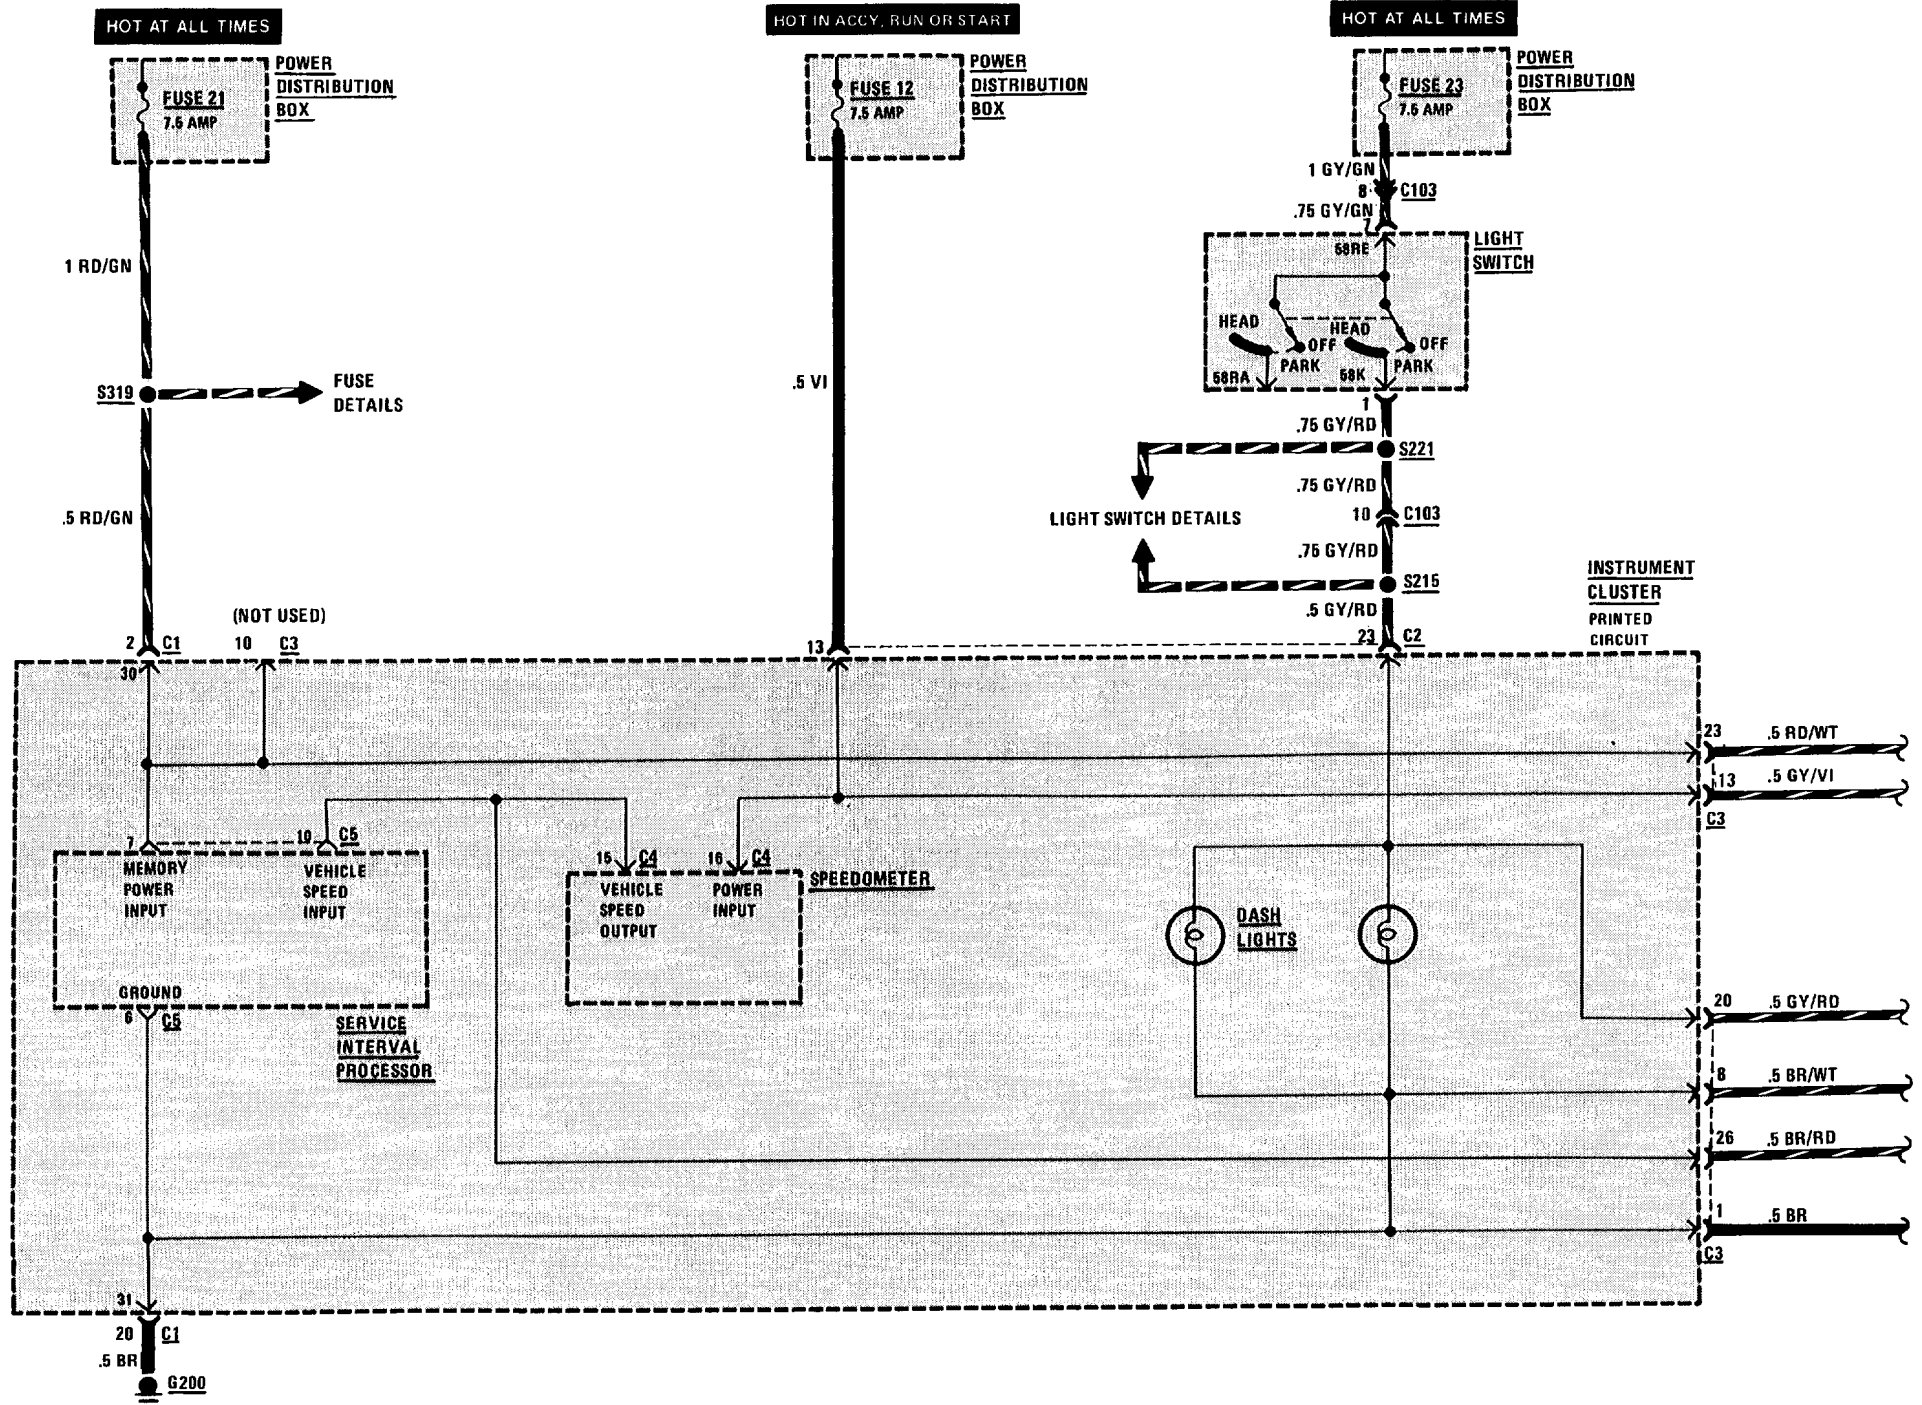 HOT AT ALL TIMES
HOT IN ACCY, RUN OR START
HOT AT ALL TIMES
FUSE 21
7.5 AMP
POWER
DISTRIBUTION
BOX
FUSE 12
7.5 AMP
POWER
DISTRIBUTION
BOX
FUSE 23
7.5 AMP
POWER
DISTRIBUTION
BOX
1 GY/GN
8 C103
.75 GY/GN
7
58RE
LIGHT
SWITCH
HEAD
OFF
PARK
HEAD
OFF
PARK
58RA
58K
1
.75 GY/RD
S221
.75 GY/RD
10 C103
.75 GY/RD
S215
.5 GY/RD
23 C2
LIGHT SWITCH DETAILS
1 RD/GN
S319
FUSE
DETAILS
.5 RD/GN
.5 VI
(NOT USED)
2 C1
10 C3
13
30
INSTRUMENT
CLUSTER
PRINTED
CIRCUIT
23 .5 RD/WT
13 .5 GY/VI
C3
7
10 C5
MEMORY
POWER
INPUT
VEHICLE
SPEED
INPUT
GROUND
6 C5
SERVICE
INTERVAL
PROCESSOR
15 C4
16 C4
VEHICLE
SPEED
OUTPUT
POWER
INPUT
SPEEDOMETER
DASH
LIGHTS
20 .5 GY/RD
8 .5 BR/WT
26 .5 BR/RD
1 .5 BR
C3
31
20 C1
.5 BR
G200